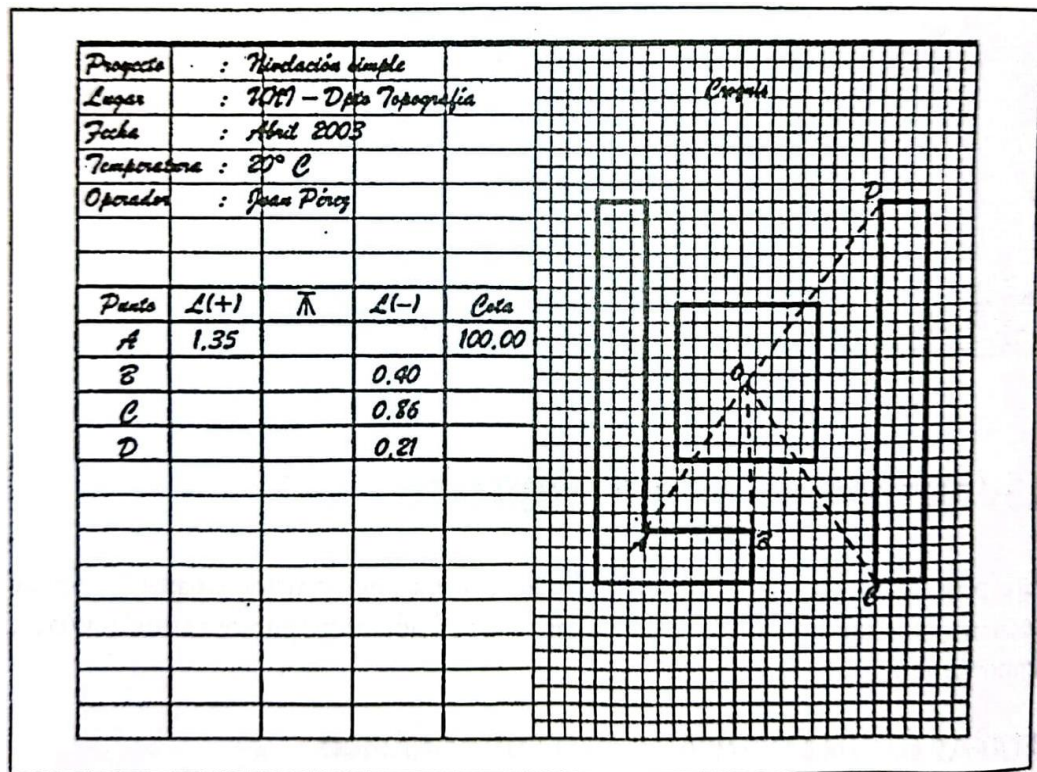 Proyecto : Nivelación simple
Croquis
Lugar : UNI - Dpto Topografía
Fecha : Abril 2003
Temperatura : 20° C
Operador : Juan Pérez
D
Punto L(+) ⊼ L(-) Cota
A 1.35 100.00
B 0.40
C 0.86
D 0.21
O
A B
C